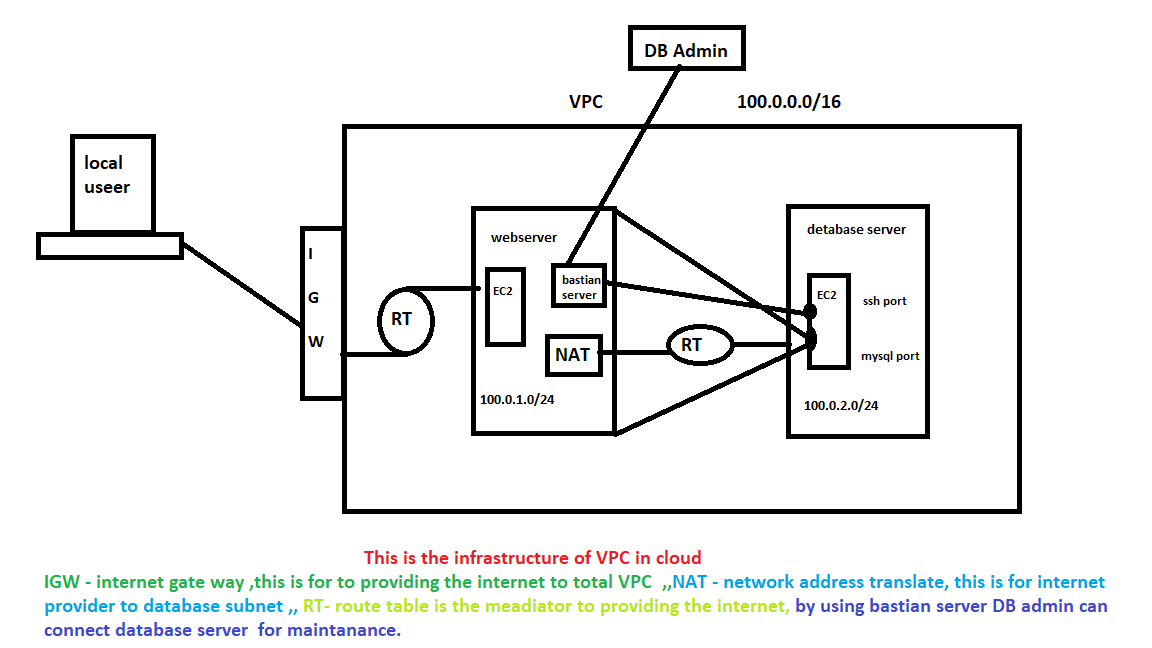 DB Admin
VPC 100.0.0.0/16
local
useer
I
G
W
RT
webserver
EC2
bastian
server
NAT
100.0.1.0/24
RT
detabase server
EC2
ssh port
mysql port
100.0.2.0/24
This is the infrastructure of VPC in cloud
IGW - internet gate way ,this is for to providing the internet to total VPC ,,NAT - network address translate, this is for internet
provider to database subnet ,, RT- route table is the meadiator to providing the internet, by using bastian server DB admin can
connect database server for maintanance.